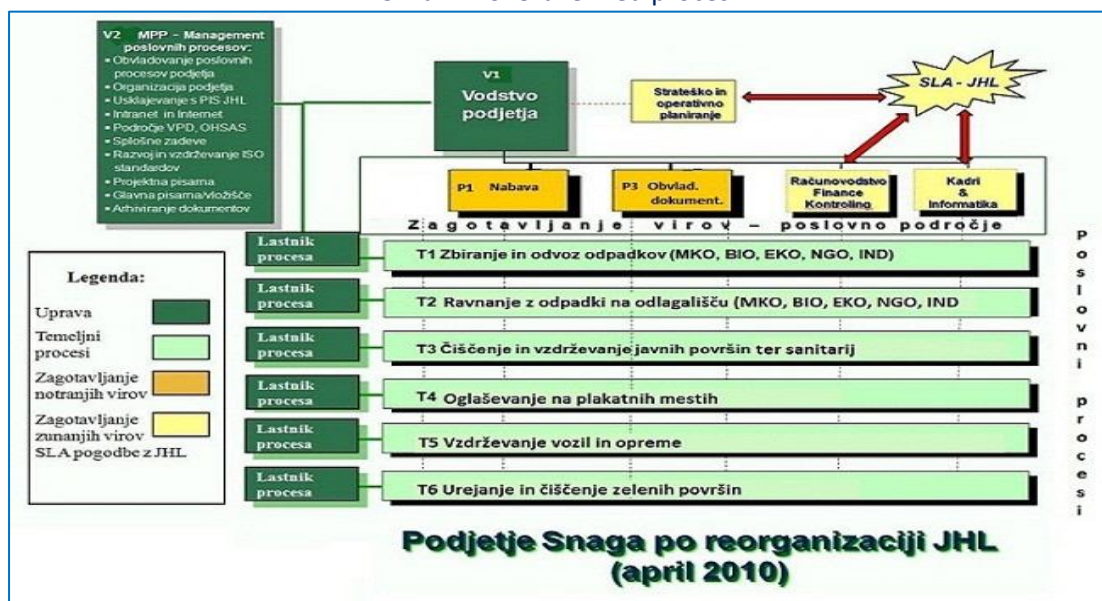 V2 MPP – Management
poslovnih procesov:
• Obvladovanje poslovnih
procesov podjetja
• Organizacija podjetja
• Usklajevanje s PIS JHL
• Intranet in Internet
• Področje VPD, OHSAS
• Splošne zadeve
• Razvoj in vzdrževanje ISO
standardov
• Projektna pisarna
• Glavna pisarna/vložišče
• Arhiviranje dokumentov
V1
Vodstvo
podjetja
Strateško in
operativno
planiranje
SLA - JHL
P1 Nabava
P3 Obvlad.
dokument.
Računovodstvo
Finance
Kontroling
Kadri
&
Informatika
Zagotavljanje virov – poslovno področje
Poslovni procesi
Lastnik
procesa
T1 Zbiranje in odvoz odpadkov (MKO, BIO, EKO, NGO, IND)
Lastnik
procesa
T2 Ravnanje z odpadki na odlagališču (MKO, BIO, EKO, NGO, IND
Lastnik
procesa
T3 Čiščenje in vzdrževanje javnih površin ter sanitarij
Lastnik
procesa
T4 Oglaševanje na plakatnih mestih
Lastnik
procesa
T5 Vzdrževanje vozil in opreme
Lastnik
procesa
T6 Urejanje in čiščenje zelenih površin
Legenda:
Uprava
Temeljni
procesi
Zagotavljanje
notranjih virov
Zagotavljanje
zunanjih virov
SLA pogodbe z JHL
Podjetje Snaga po reorganizaciji JHL
(april 2010)